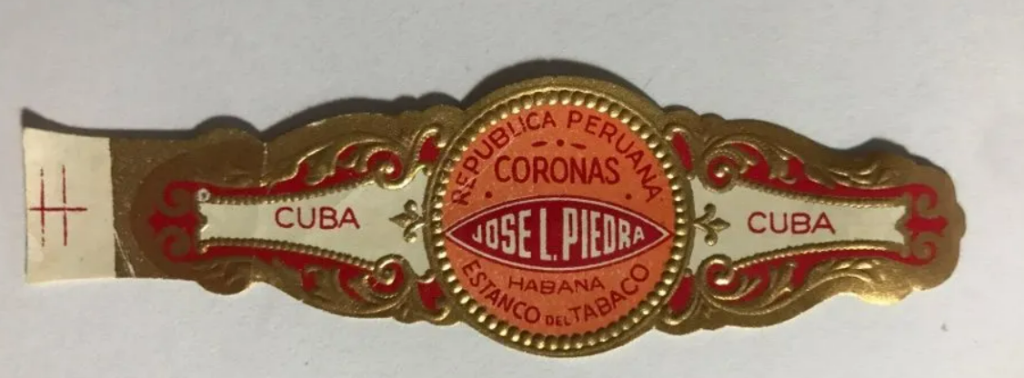 REPUBLICA PERUANA
CORONAS
CUBA
JOSE L. PIEDRA
CUBA
HABANA
ESTANCO DEL TABACO